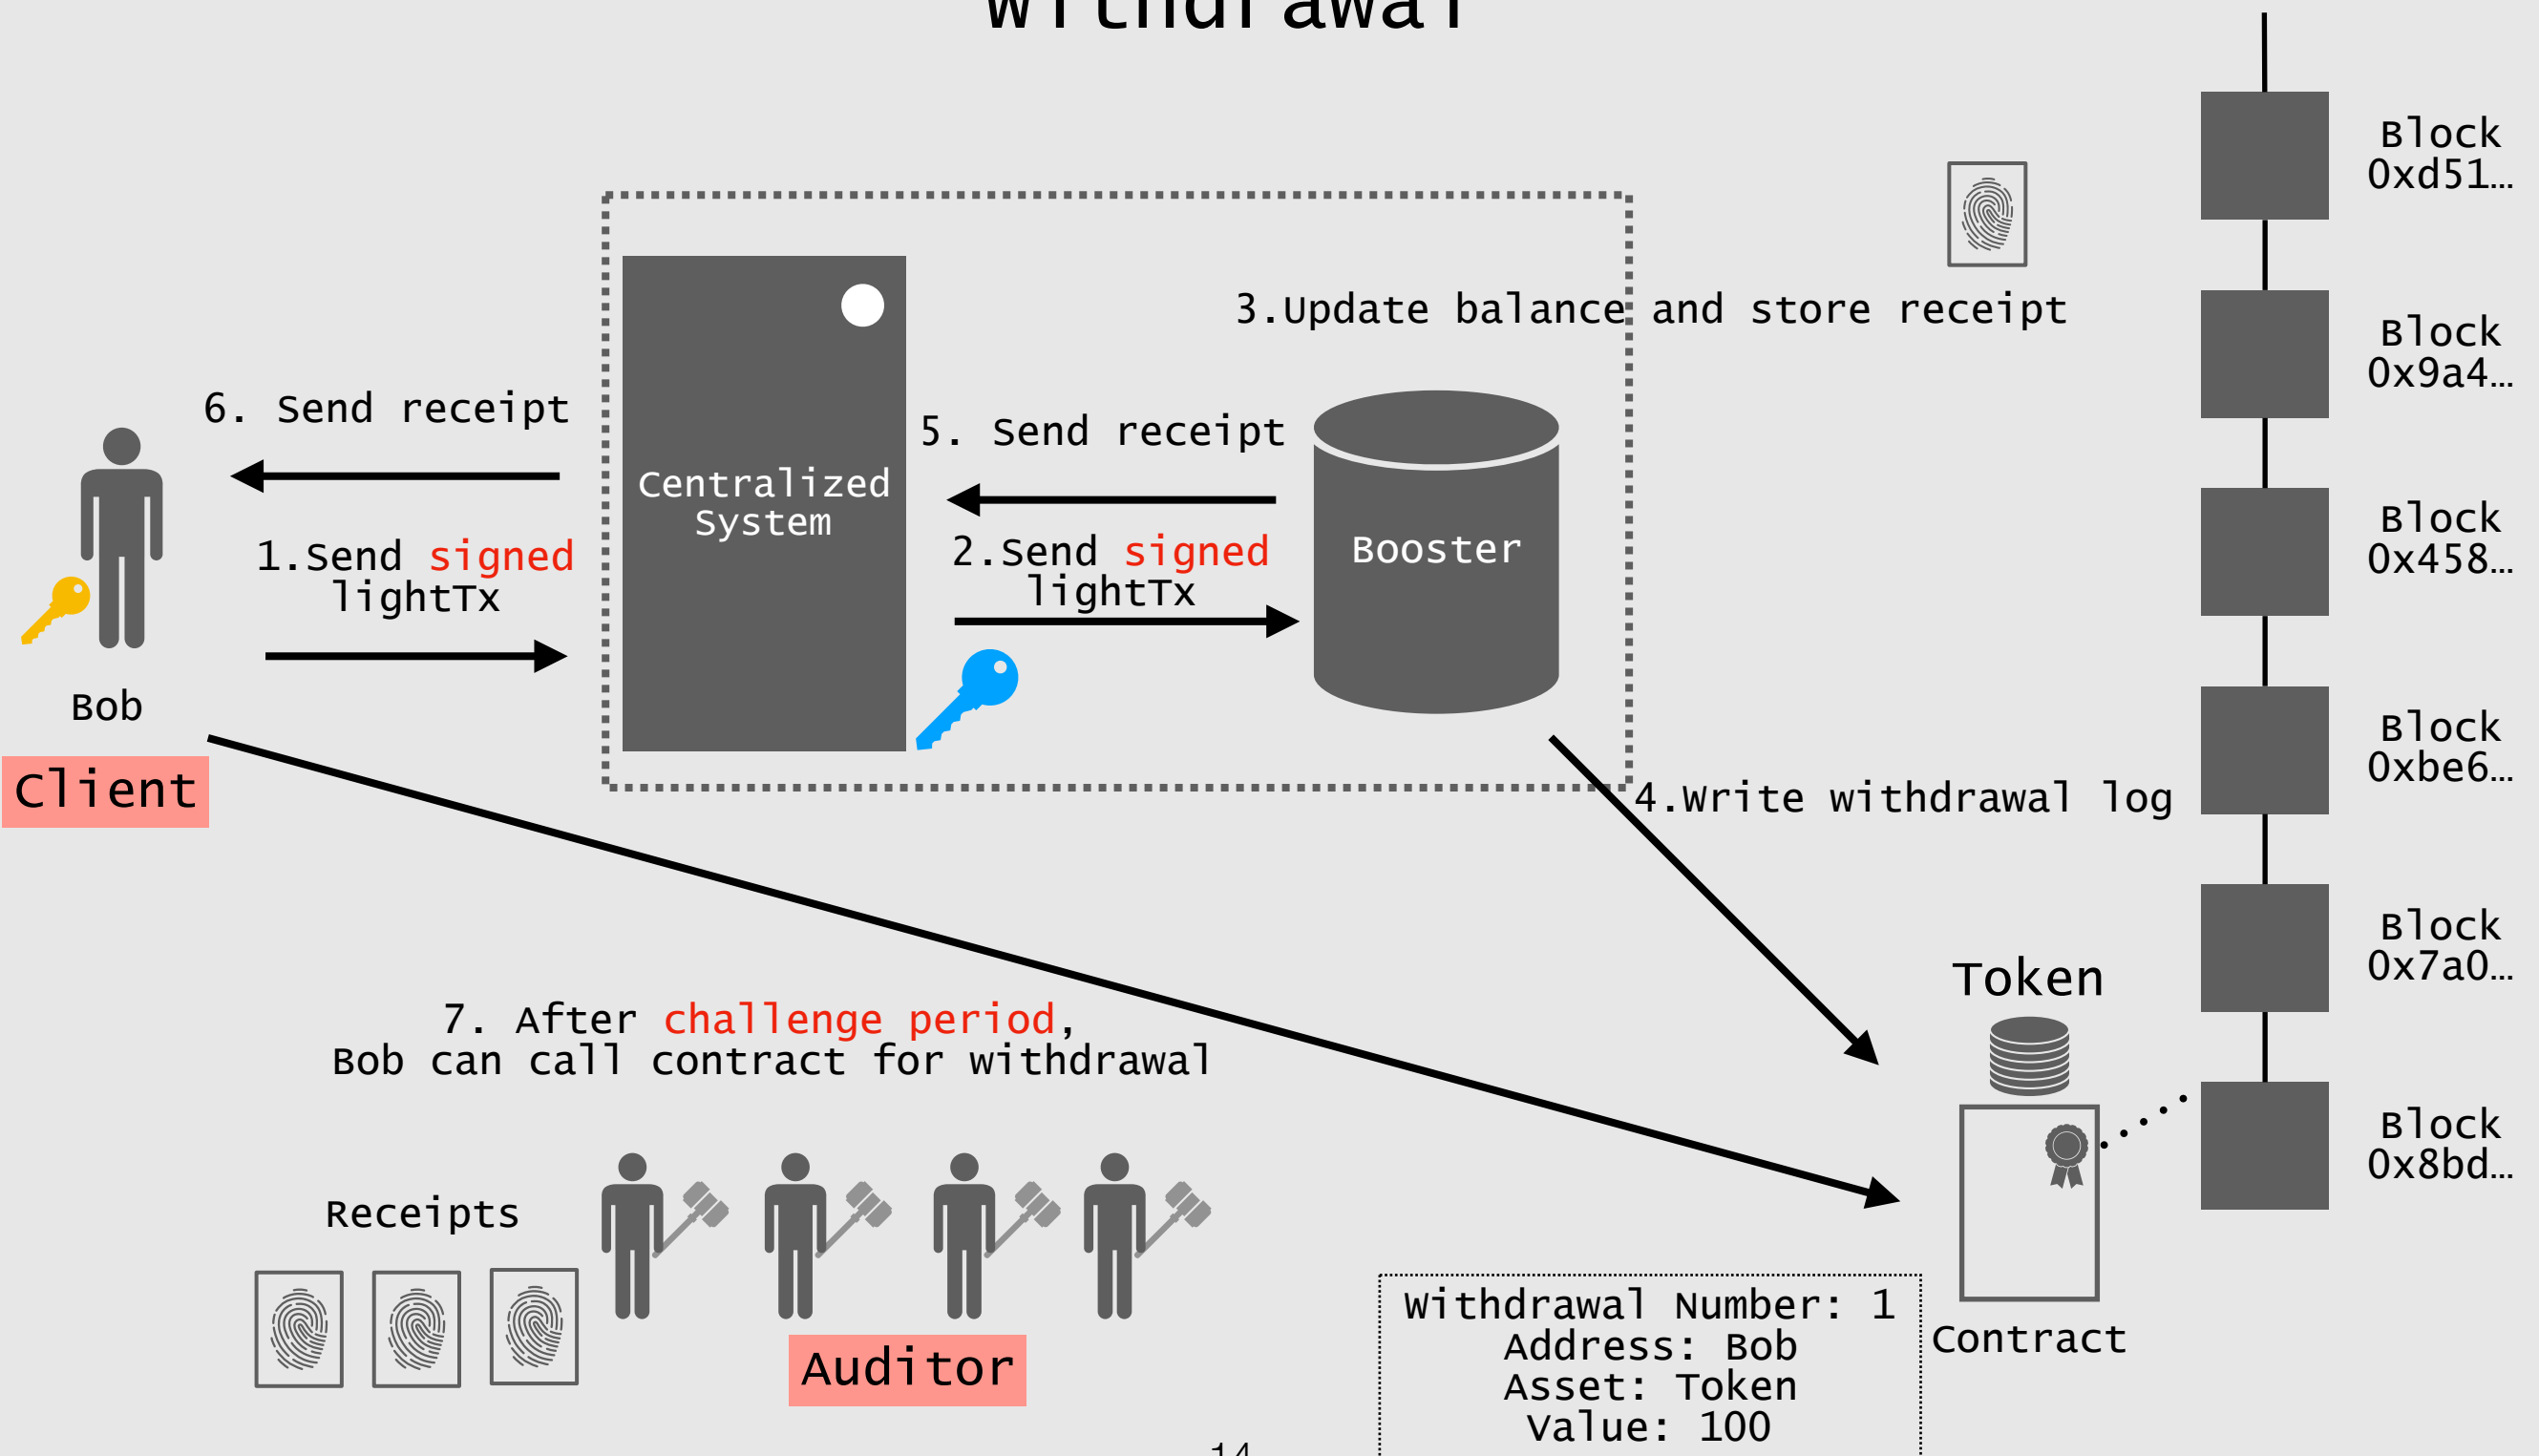 Withdrawal
Block
0xd51…
3.Update balance and store receipt
Block
0x9a4…
6. Send receipt
5. Send receipt
Centralized
System
1.Send signed
lightTx
2.Send signed
lightTx
Booster
Block
0x458…
Bob
Client
Block
0xbe6…
4.Write withdrawal log
Block
0x7a0…
Token
7. After challenge period,
Bob can call contract for withdrawal
Block
0x8bd…
Receipts
Auditor
Contract
Withdrawal Number: 1
Address: Bob
Asset: Token
Value: 100
14